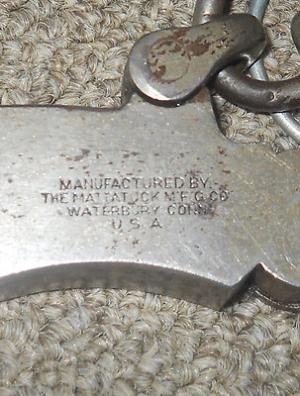 MANUFACTURED BY
THE MATTATUCK M'F'G. CO
WATERBURY. CONN.
U. S. A